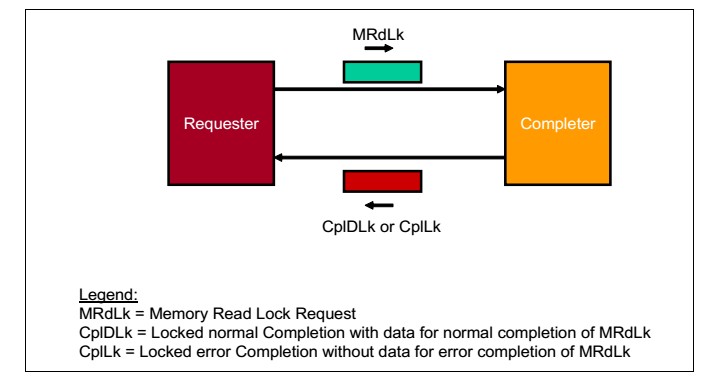 MRdLk
Requester
Completer
CplDLk or CplLk
Legend:
MRdLk = Memory Read Lock Request
CplDLk = Locked normal Completion with data for normal completion of MRdLk
CplLk = Locked error Completion without data for error completion of MRdLk